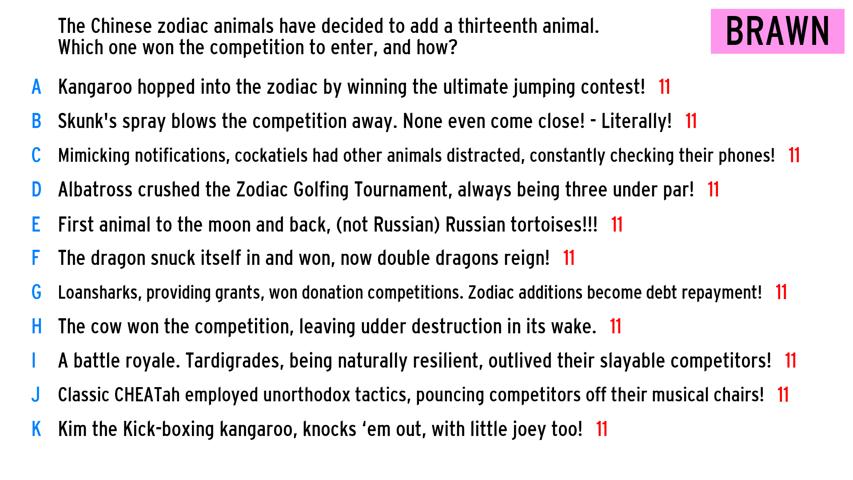 The Chinese zodiac animals have decided to add a thirteenth animal.
Which one won the competition to enter, and how?
BRAWN
A Kangaroo hopped into the zodiac by winning the ultimate jumping contest! 11
B Skunk's spray blows the competition away. None even come close! - Literally! 11
C Mimicking notifications, cockatiels had other animals distracted, constantly checking their phones! 11
D Albatross crushed the Zodiac Golfing Tournament, always being three under par! 11
E First animal to the moon and back, (not Russian) Russian tortoises!!! 11
F The dragon snuck itself in and won, now double dragons reign! 11
G Loansharks, providing grants, won donation competitions. Zodiac additions become debt repayment! 11
H The cow won the competition, leaving udder destruction in its wake. 11
I A battle royale. Tardigrades, being naturally resilient, outlived their slayable competitors! 11
J Classic CHEATah employed unorthodox tactics, pouncing competitors off their musical chairs! 11
K Kim the Kick-boxing kangaroo, knocks ‘em out, with little joey too! 11